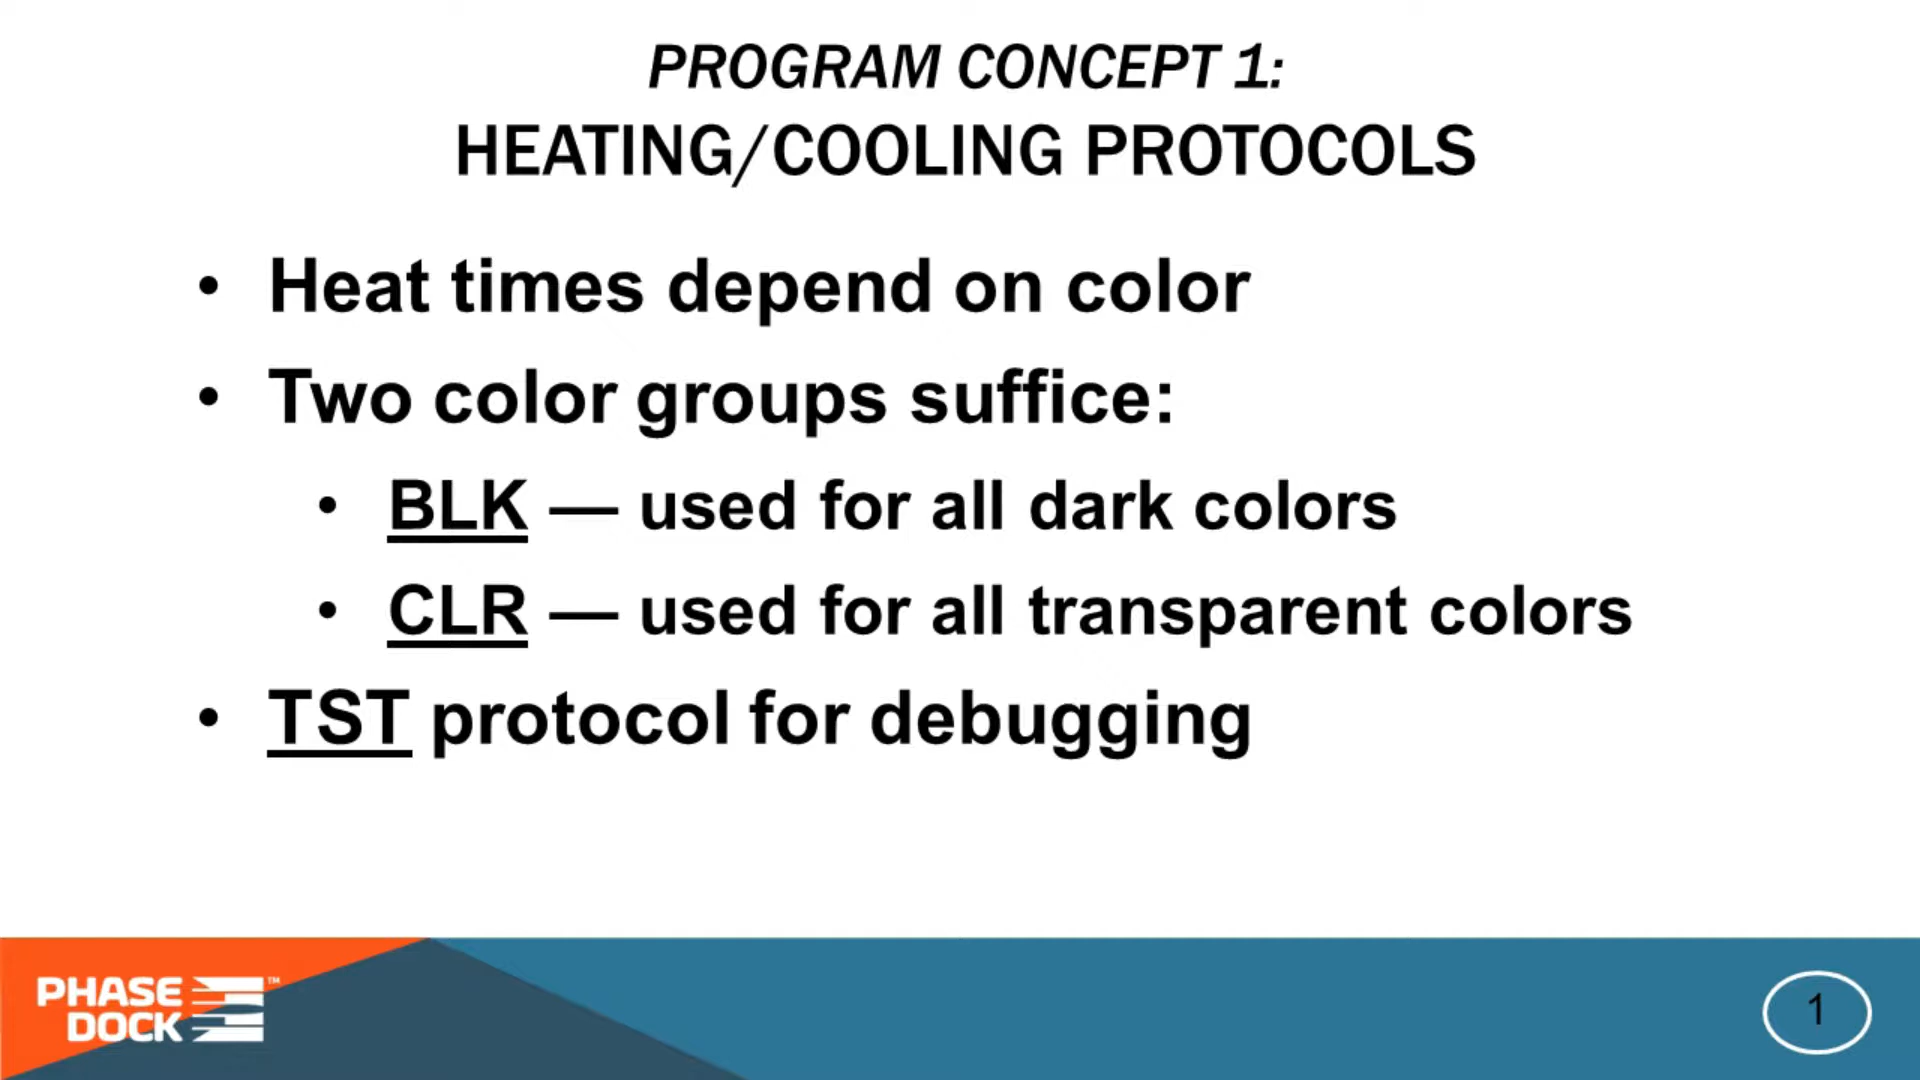 PROGRAM CONCEPT 1:
HEATING/COOLING PROTOCOLS
• Heat times depend on color
• Two color groups suffice:
• BLK — used for all dark colors
• CLR — used for all transparent colors
• TST protocol for debugging
PHASE
DOCK ™
1